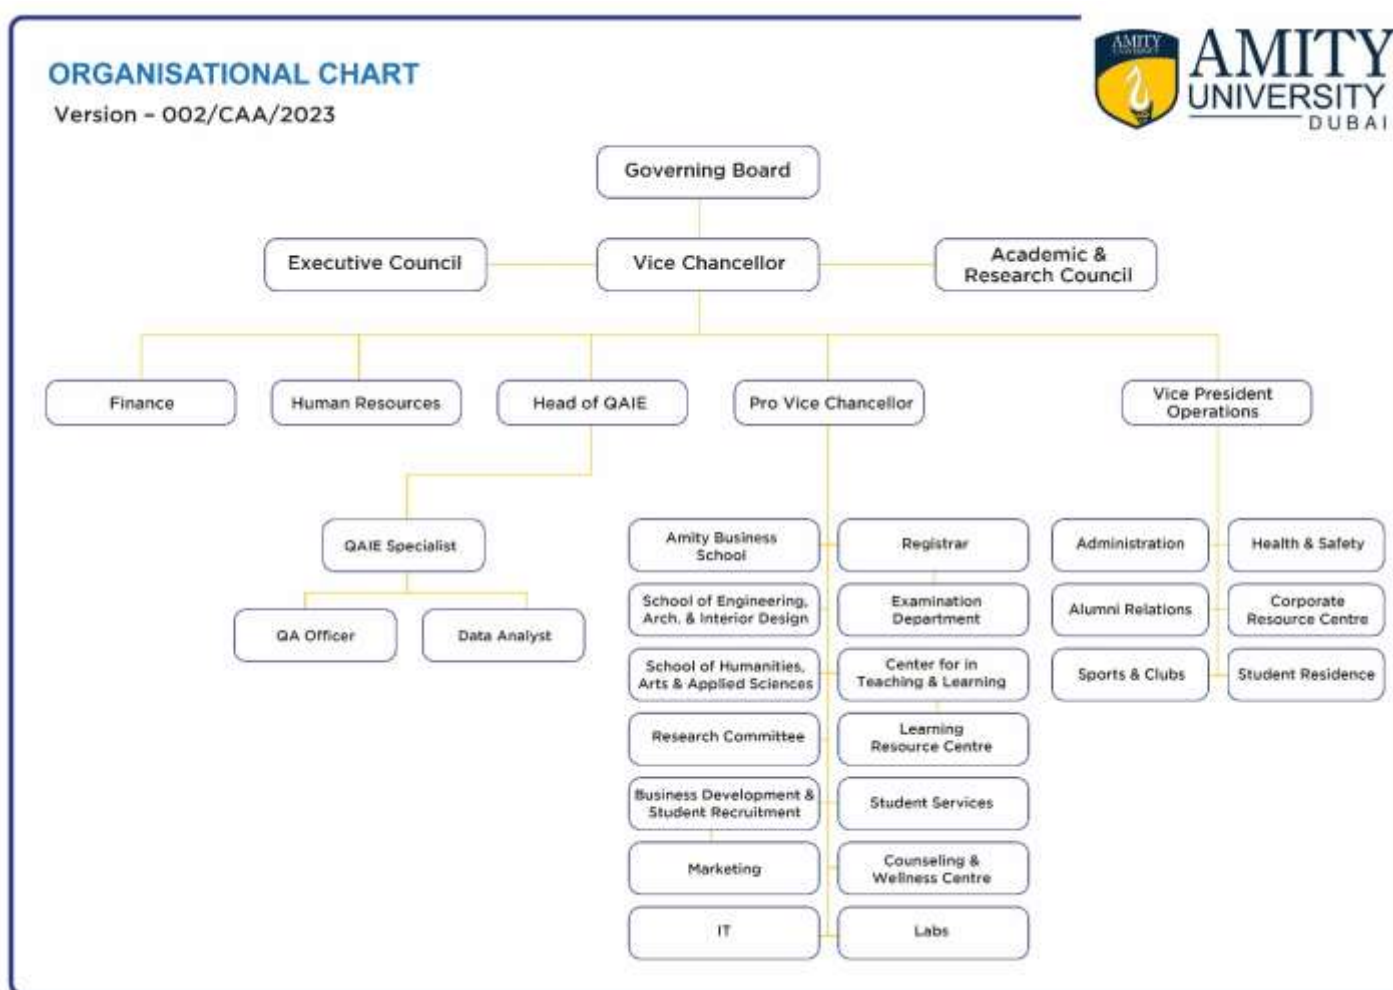 ORGANISATIONAL CHART
Version – 002/CAA/2023
AMITY
UNIVERSITY
AMITY
UNIVERSITY
DUBAI
Governing Board
Executive Council
Vice Chancellor
Academic &
Research Council
Finance
Human Resources
Head of QAIE
Pro Vice Chancellor
Vice President
Operations
QAIE Specialist
QA Officer
Data Analyst
Amity Business
School
Registrar
School of Engineering,
Arch. & Interior Design
Examination
Department
School of Humanities,
Arts & Applied Sciences
Center for in
Teaching & Learning
Research Committee
Learning
Resource Centre
Business Development &
Student Recruitment
Student Services
Marketing
Counseling &
Wellness Centre
IT
Labs
Administration
Health & Safety
Alumni Relations
Corporate
Resource Centre
Sports & Clubs
Student Residence